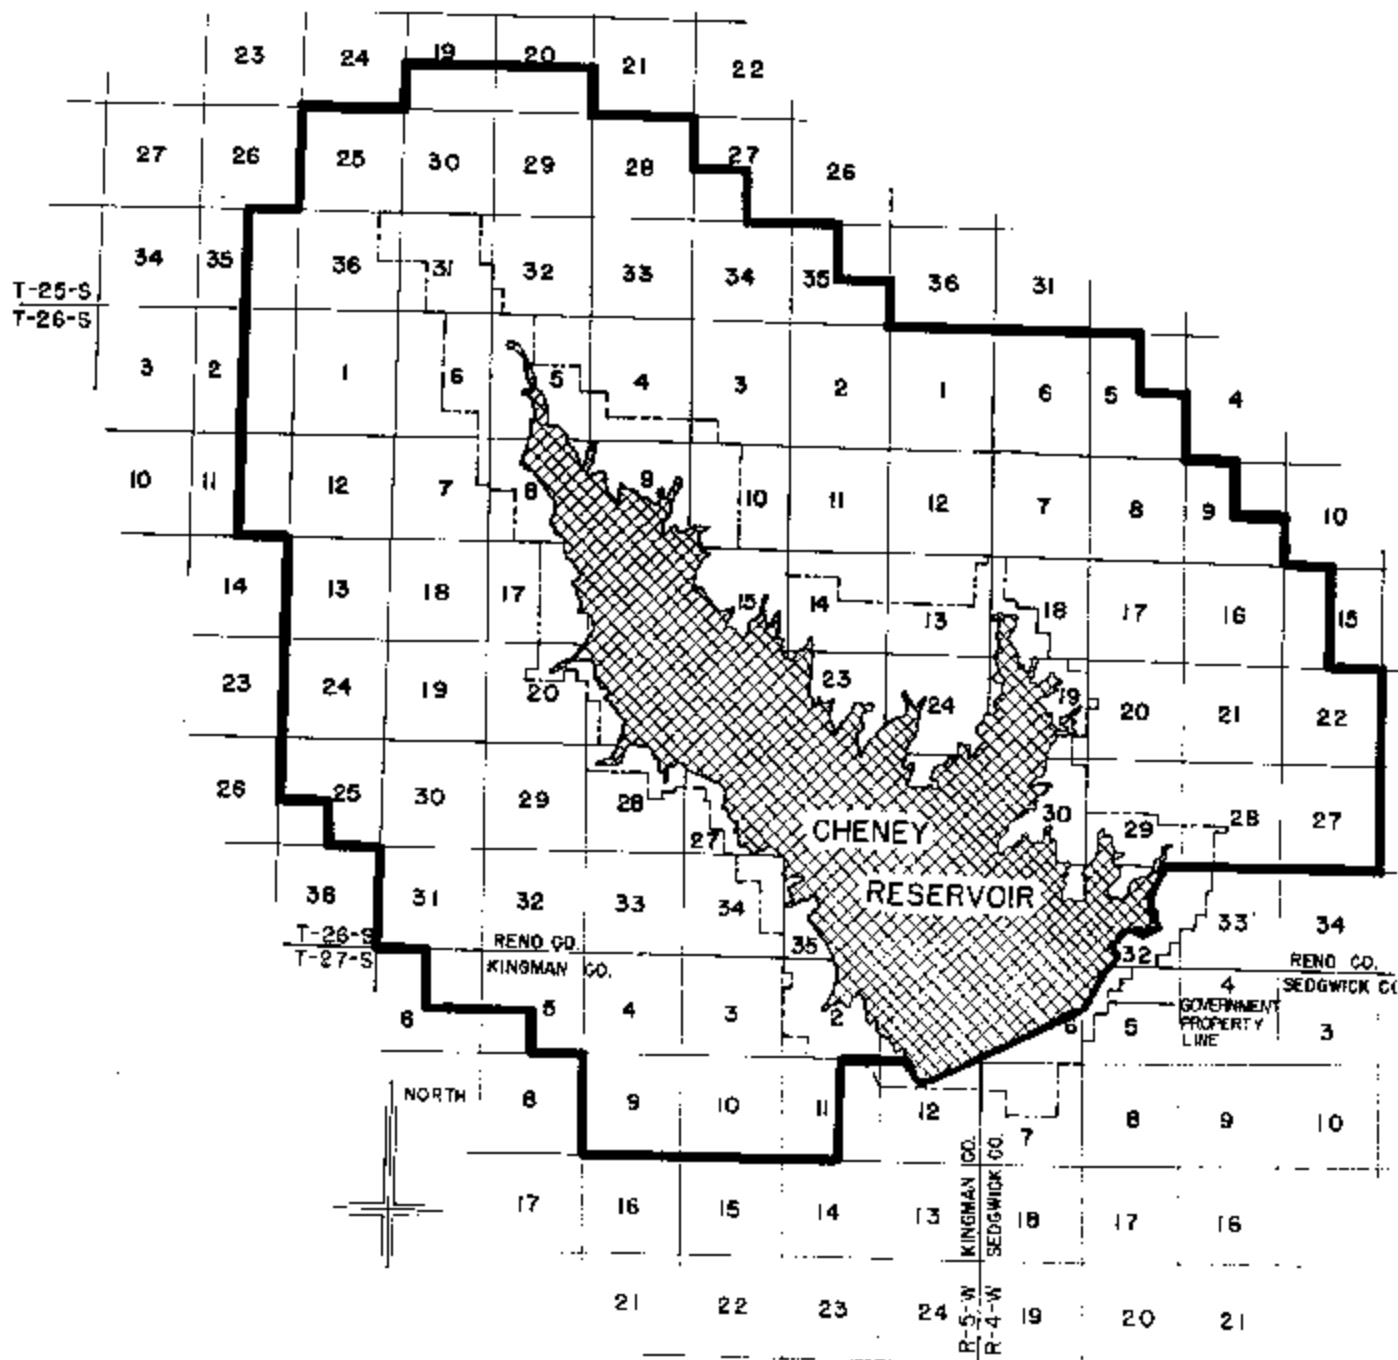 23 24 19 20 21 22
27 26 25 30 29 28 27 26
34 35 36 31 32 33 34 35 36 31
T-25-S
T-26-S
3 2 1 6 5 4 3 2 1 6 5 4
10 11 12 7 8 9 10 11 12 7 8 9 10
14 13 18 17 15 14 13 18 17 16 15
23 24 19 20 23 24 19 20 21 22
26 25 30 29 28 27 30 29 28 27
CHENEY
RESERVOIR
36 31 32 33 34 35 32 33 34
T-26-S
T-27-S
RENO CO.
KINGMAN CO.
RENO CO.
SEDGWICK CO
6 5 4 3 2 6 5 4 3
GOVERNMENT
PROPERTY
LINE
NORTH
8 9 10 11 12 7 8 9 10
KINGMAN CO.
SEDGWICK CO.
17 16 15 14 13 18 17 16
21 22 23 24 19 20 21
R-5-W
R-4-W